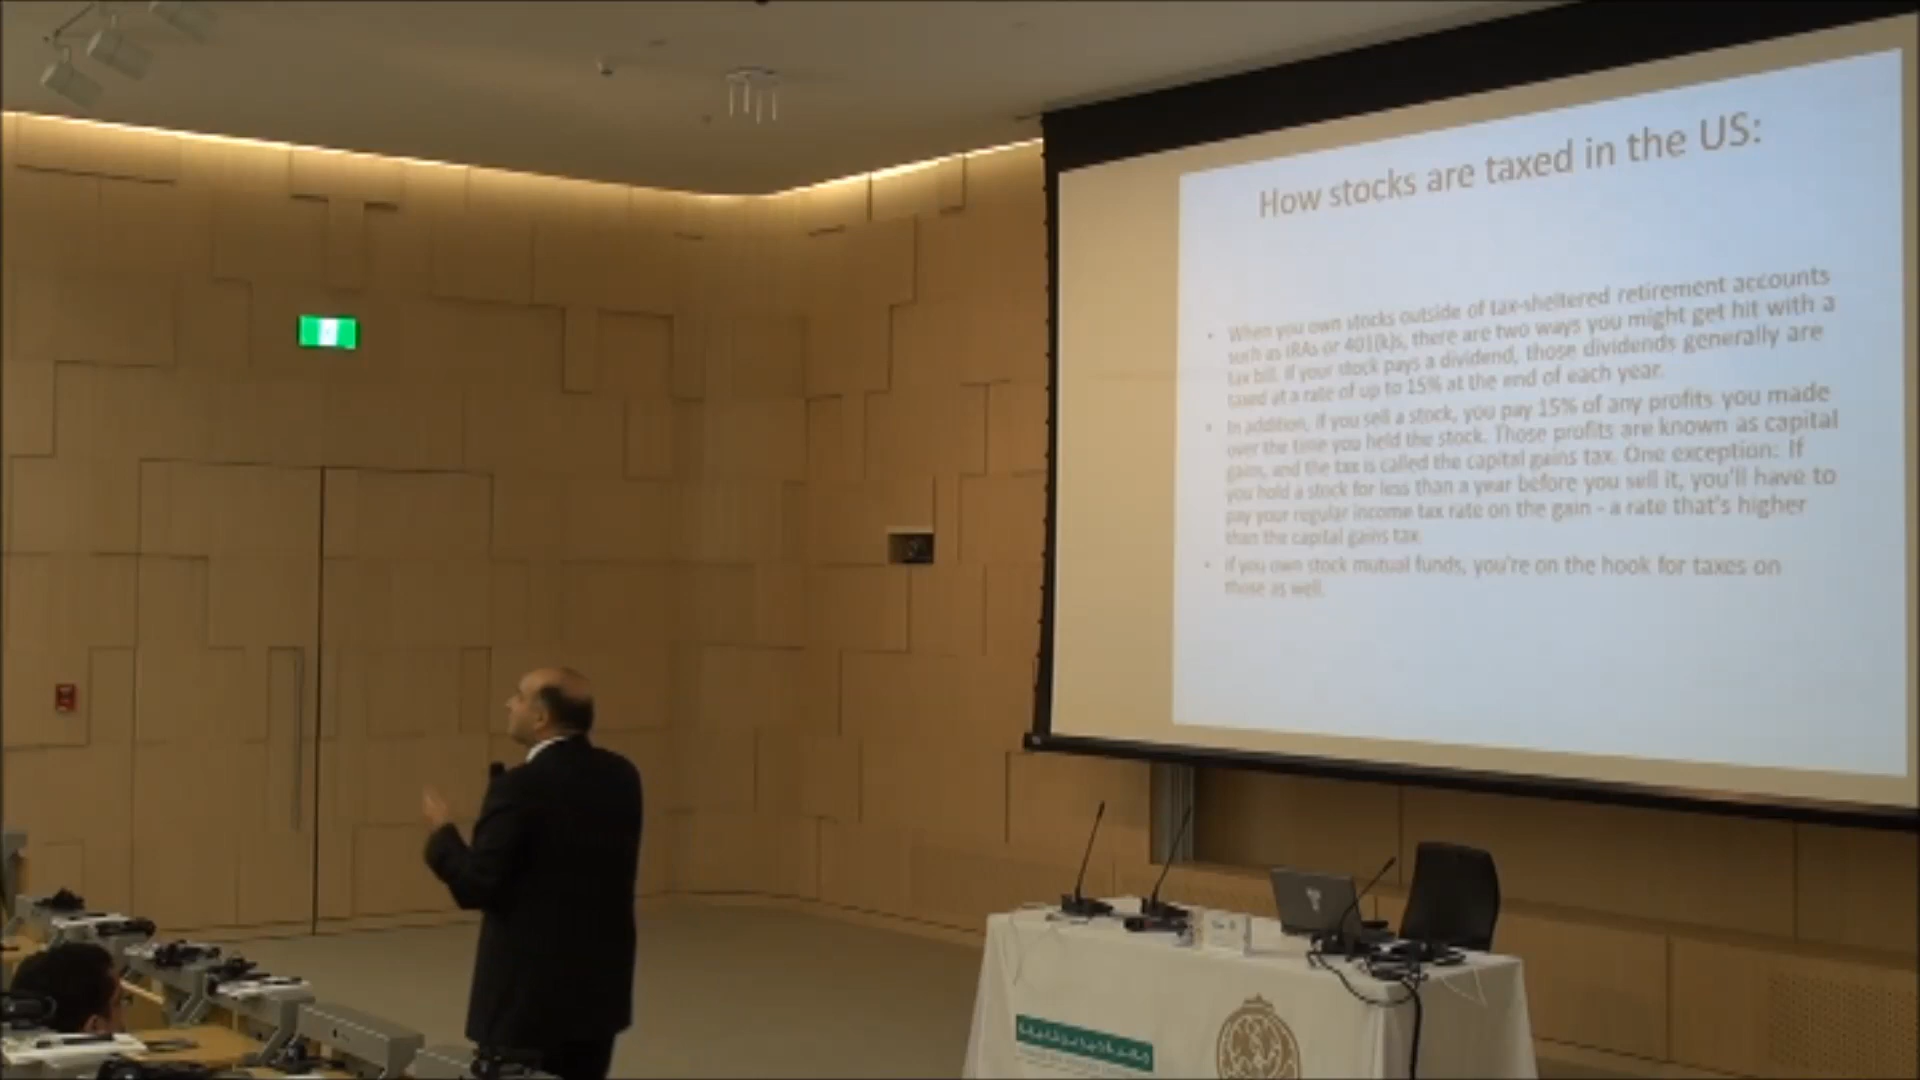 How stocks are taxed in the US:
• When you own stocks outside of tax-sheltered retirement accounts
such as IRAs or 401(k)s, there are two ways you might get hit with a
tax bill. If your stock pays a dividend, those dividends generally are
taxed at a rate of up to 15% at the end of each year.
• In addition, if you sell a stock, you pay 15% of any profits you made
over the time you held the stock. Those profits are known as capital
gains, and the tax is called the capital gains tax. One exception: If
you hold a stock for less than a year before you sell it, you'll have to
pay your regular income tax rate on the gain - a rate that's higher
than the capital gains tax.
• If you own stock mutual funds, you're on the hook for taxes on
those as well.